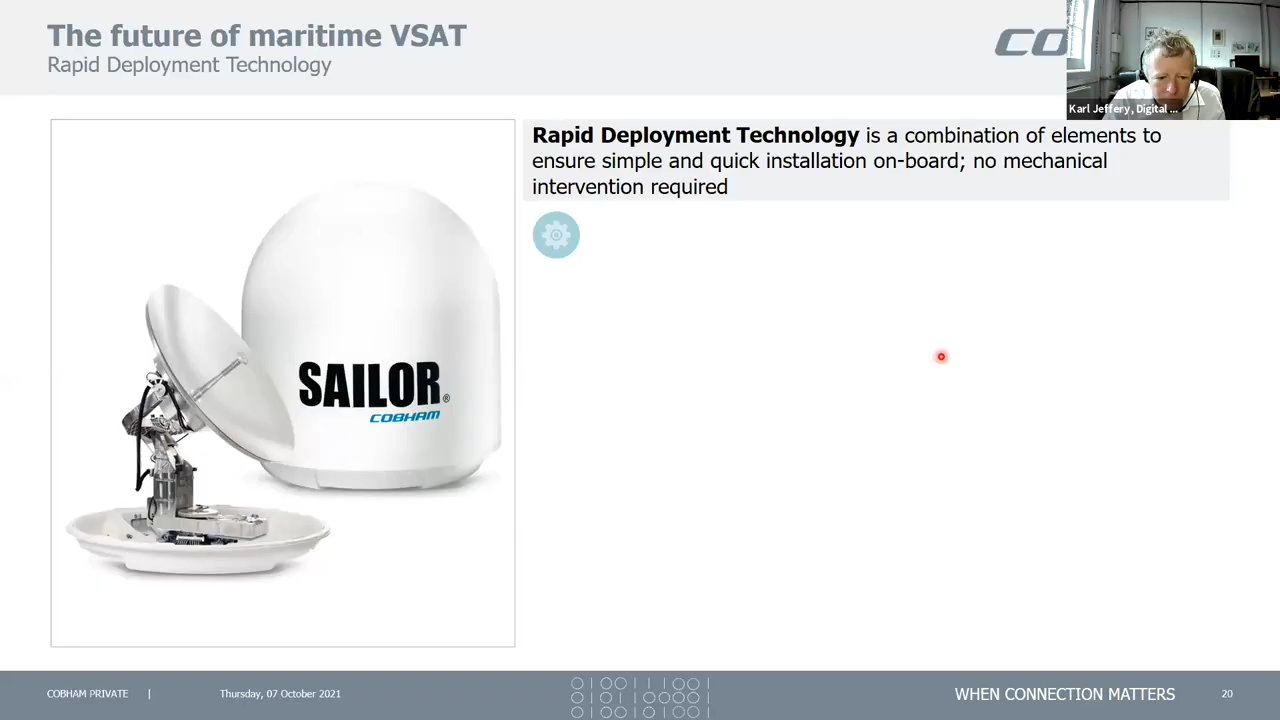 The future of maritime VSAT
Rapid Deployment Technology
CO
Karl Jeffery, Digital ...
Rapid Deployment Technology is a combination of elements to
ensure simple and quick installation on-board; no mechanical
intervention required
SAILOR®
COBHAM
COBHAM PRIVATE |
Thursday, 07 October 2021
WHEN CONNECTION MATTERS
20